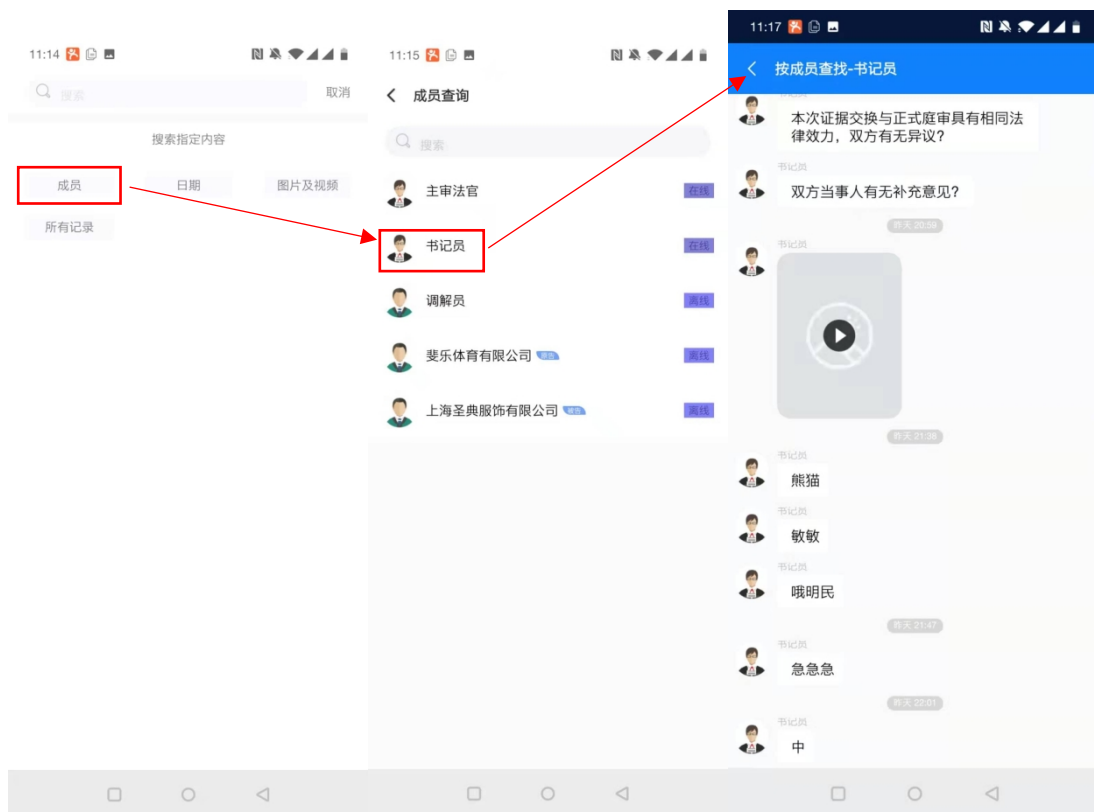 11:14
搜索
取消
搜索指定内容
成员
日期
图片及视频
所有记录
11:15
成员查询
搜索
主审法官
在线
书记员
在线
调解员
离线
斐乐体育有限公司 原告
离线
上海圣典服饰有限公司 被告
离线
11:17
按成员查找-书记员
本次证据交换与正式庭审具有相同法
律效力，双方有无异议？
书记员
双方当事人有无补充意见？
昨天 20:59
书记员
昨天 21:38
书记员
熊猫
书记员
敏敏
书记员
哦明民
昨天 21:47
书记员
急急急
昨天 22:01
书记员
中